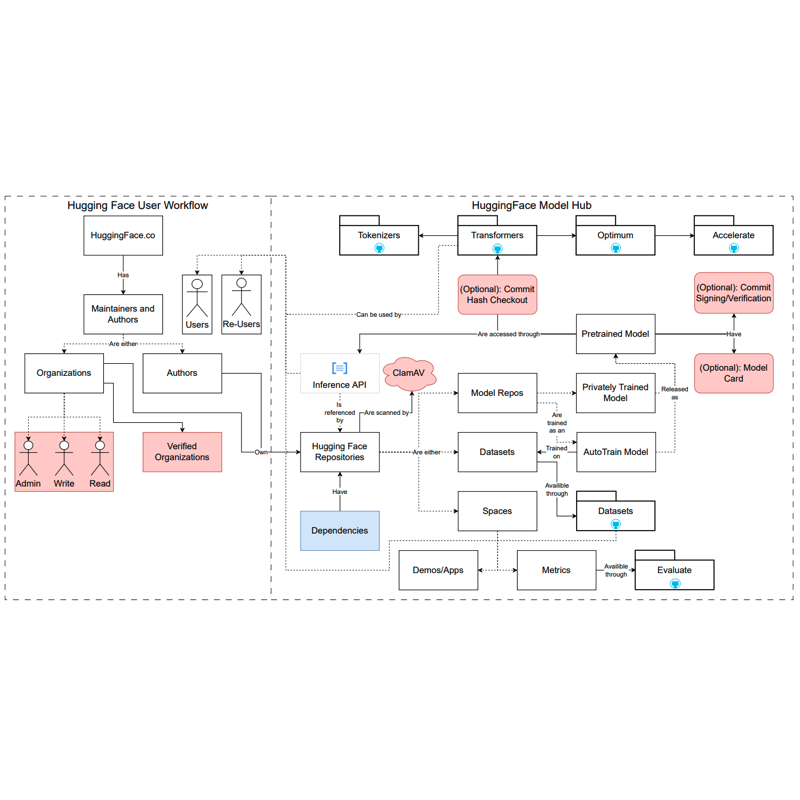 Hugging Face User Workflow
HuggingFace Model Hub
HuggingFace.co
Has
Maintainers and
Authors
Are either
Organizations
Authors
Users
Re-Users
Admin
Write
Read
Verified
Organizations
Own
Tokenizers
Transformers
Optimum
Accelerate
(Optional): Commit
Hash Checkout
(Optional): Commit
Signing/Verification
Can be used by
Are accessed through
Pretrained Model
Have
Inference API
ClamAV
(Optional): Model
Card
Is
referenced
by
Are scanned by
Model Repos
Privately Trained
Model
Released
as
Are
trained
as an
Hugging Face
Repositories
Are either
Datasets
Trained
on
AutoTrain Model
Have
Availible
through
Dependencies
Spaces
Datasets
Demos/Apps
Metrics
Availible
through
Evaluate